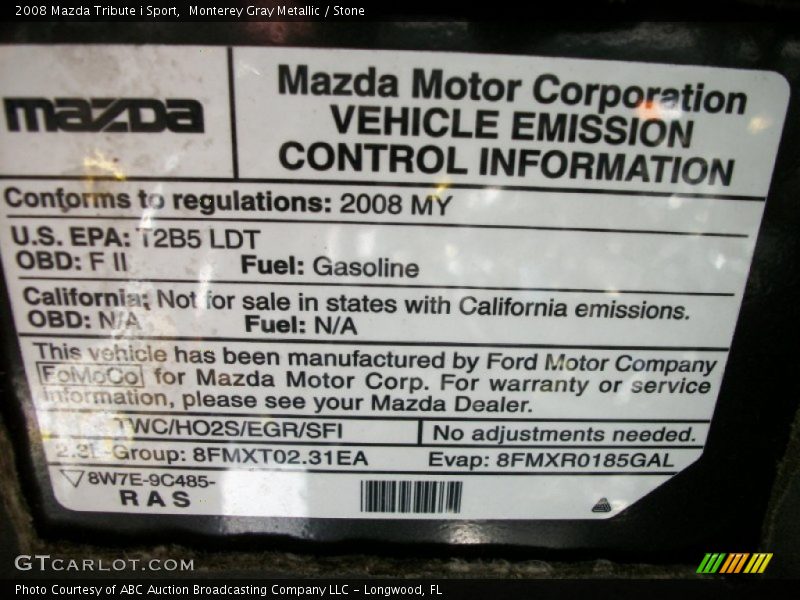 2008 Mazda Tribute i Sport,  Monterey Gray Metallic / Stone
mazda
Mazda Motor Corporation
VEHICLE EMISSION
CONTROL INFORMATION
Conforms to regulations: 2008 MY
U.S. EPA: T2B5 LDT
OBD: F II Fuel: Gasoline
California: Not for sale in states with California emissions.
OBD: N/A Fuel: N/A
This vehicle has been manufactured by Ford Motor Company
FoMoCo for Mazda Motor Corp. For warranty or service
information, please see your Mazda Dealer.
TWC/HO2S/EGR/SFI No adjustments needed.
2.3L-Group: 8FMXT02.31EA Evap: 8FMXR0185GAL
8W7E-9C485-
RAS
GTCARLOT.COM
Photo Courtesy of ABC Auction Broadcasting Company LLC - Longwood, FL